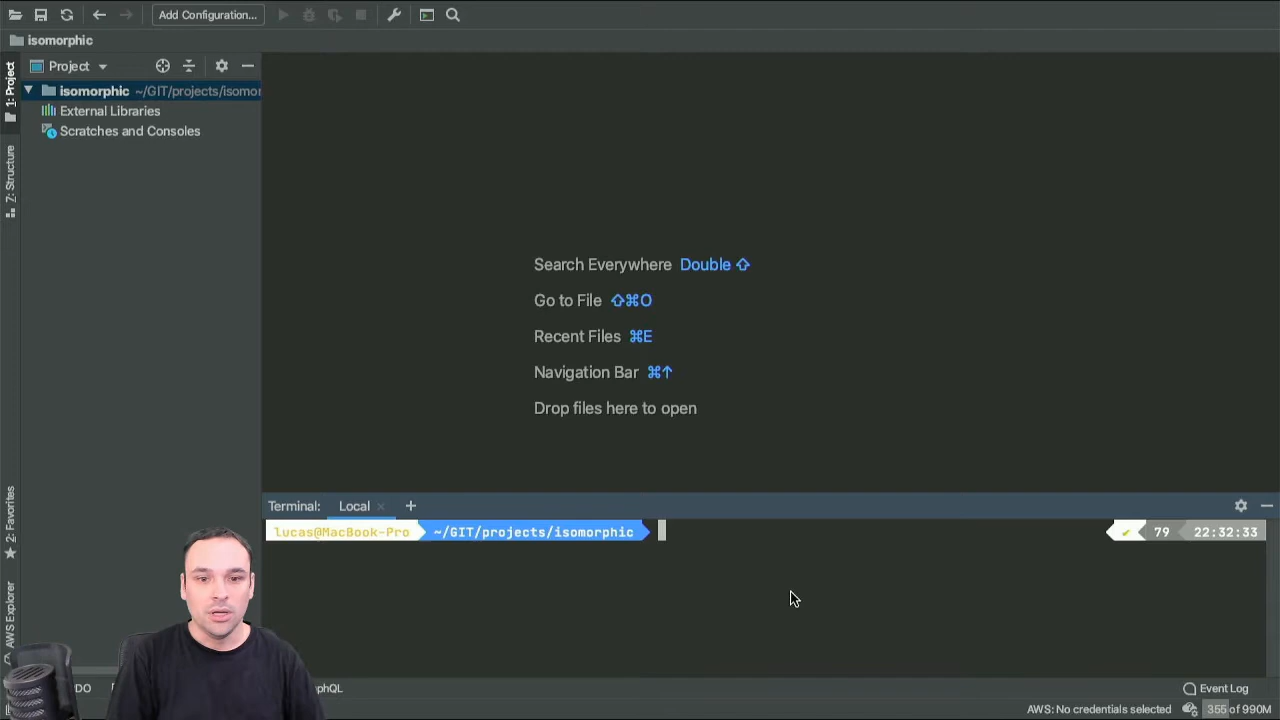 Add Configuration...
isomorphic
1: Project
Project
isomorphic ~/GIT/projects/isomor
External Libraries
Scratches and Consoles
Z: Structure
Search Everywhere Double ⇧
Go to File ⇧⌘O
Recent Files ⌘E
Navigation Bar ⌘↑
Drop files here to open
2: Favorites
AWS Explorer
Terminal: Local × +
lucas@MacBook-Pro ~/GIT/projects/isomorphic ✔ 79 22:32:33
DO
phQL
Event Log
AWS: No credentials selected 355 of 990M